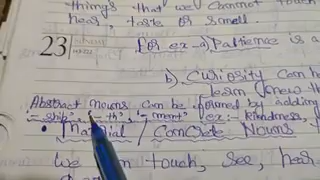 things that we cannot touch
hear, taste or smell.
23
for ex - a) Patience is a
b). Curiosity can h
learn new th
Abstract nouns can be formed by adding
'- ship', '- th', '- ment' ex:- kindness,
• Material / Concrete Nouns
we can touch, see, hear